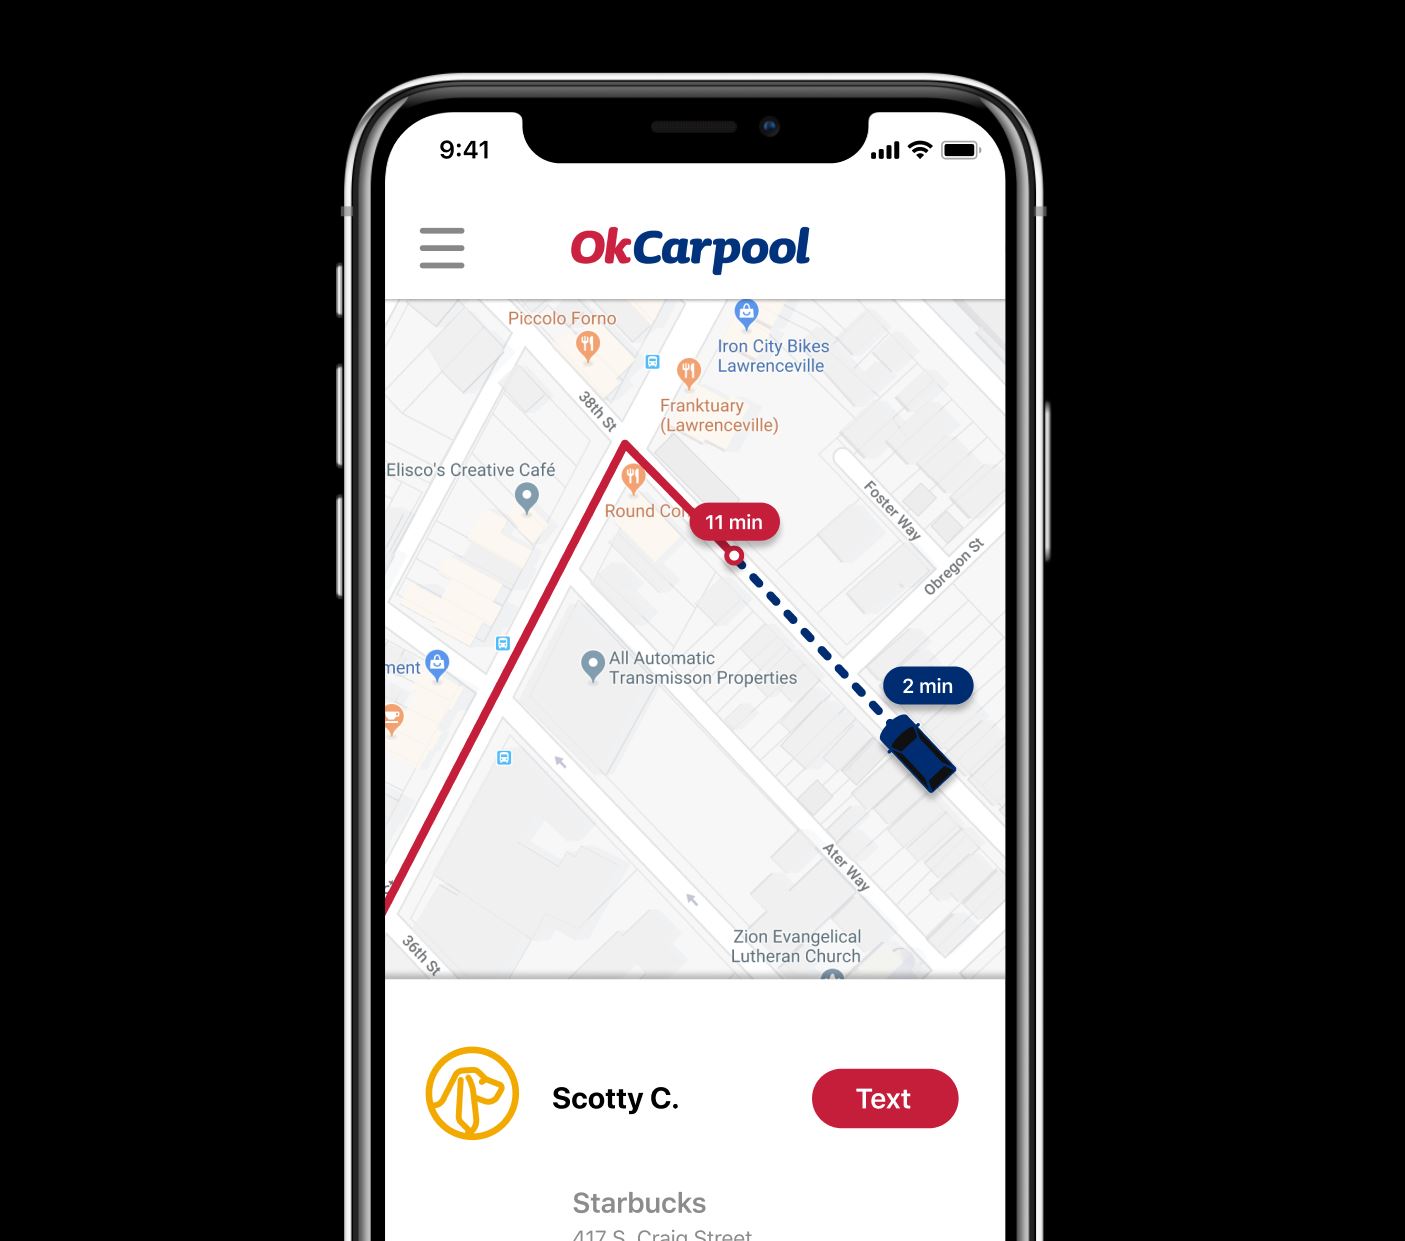 9:41
OkCarpool
Piccolo Forno
Iron City Bikes
Lawrenceville
38th St
Franktuary
(Lawrenceville)
Elisco's Creative Café
Foster Way
Round
11 min
Obregon St
All Automatic
Transmisson Properties
2 min
Ater Way
Zion Evangelical
Lutheran Church
36th St
Scotty C.
Text
Starbucks
417 S. Craig Street